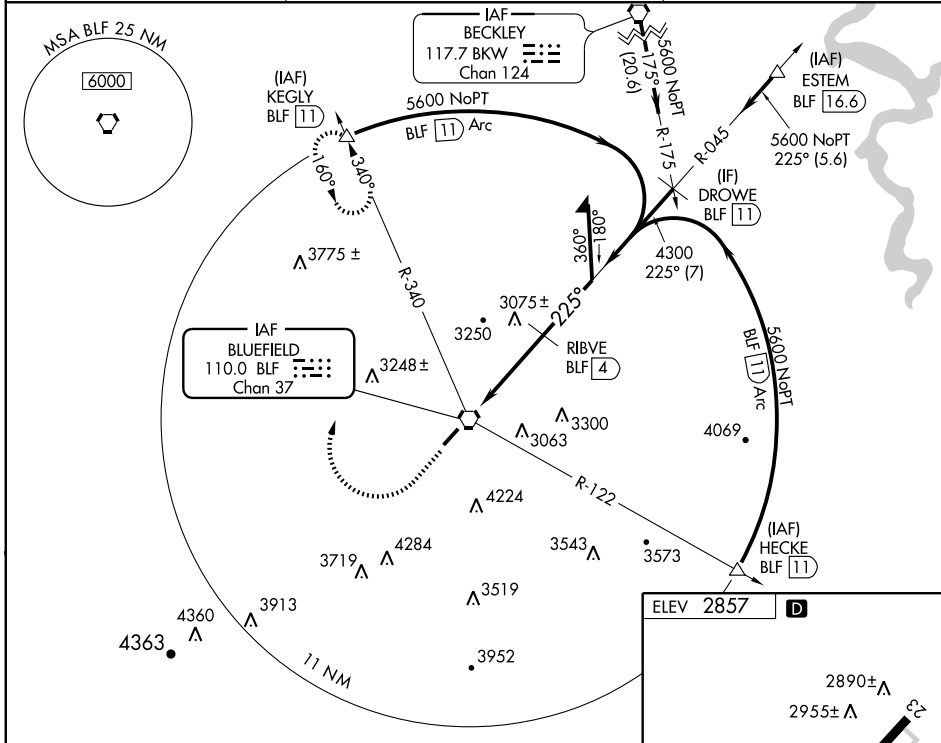 MSA BLF 25 NM
6000
IAF
BECKLEY
117.7 BKW
Chan 124
5600 NoPT
175°
(20.6)
R-175
(IAF)
ESTEM
BLF 16.6
5600 NoPT
225° (5.6)
R-045
(IF)
DROWE
BLF 11
(IAF)
KEGLY
BLF 11
5600 NoPT
BLF 11 Arc
340°
160°
R-340
4300
225° (7)
360°
180°
225°
3775 ±
3075 ±
3250
RIBVE
BLF 4
5600 NoPT
BLF 11 Arc
IAF
BLUEFIELD
110.0 BLF
Chan 37
3248 ±
3300
3063
4069
R-122
4224
3719
4284
3543
3573
(IAF)
HECKE
BLF 11
3519
4360
3913
4363
3952
11 NM
ELEV 2857 D
2890±
2955±
23